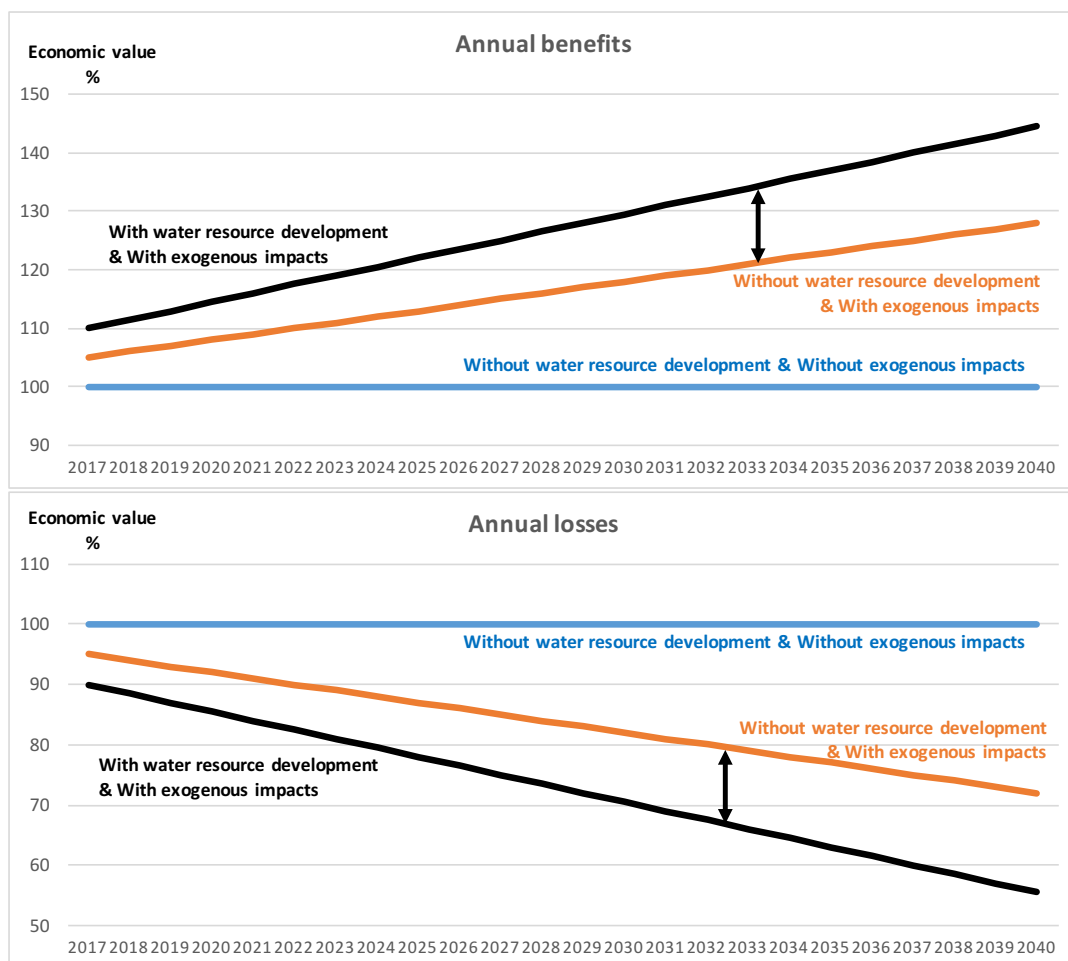 Annual benefits
Economic value
%
150
140
130
120
110
100
90
With water resource development
& With exogenous impacts
Without water resource development
& With exogenous impacts
Without water resource development & Without exogenous impacts
2017 2018 2019 2020 2021 2022 2023 2024 2025 2026 2027 2028 2029 2030 2031 2032 2033 2034 2035 2036 2037 2038 2039 2040
Economic value
%
Annual losses
110
100
90
80
70
60
50
Without water resource development & Without exogenous impacts
Without water resource development
& With exogenous impacts
With water resource development
& With exogenous impacts
2017 2018 2019 2020 2021 2022 2023 2024 2025 2026 2027 2028 2029 2030 2031 2032 2033 2034 2035 2036 2037 2038 2039 2040